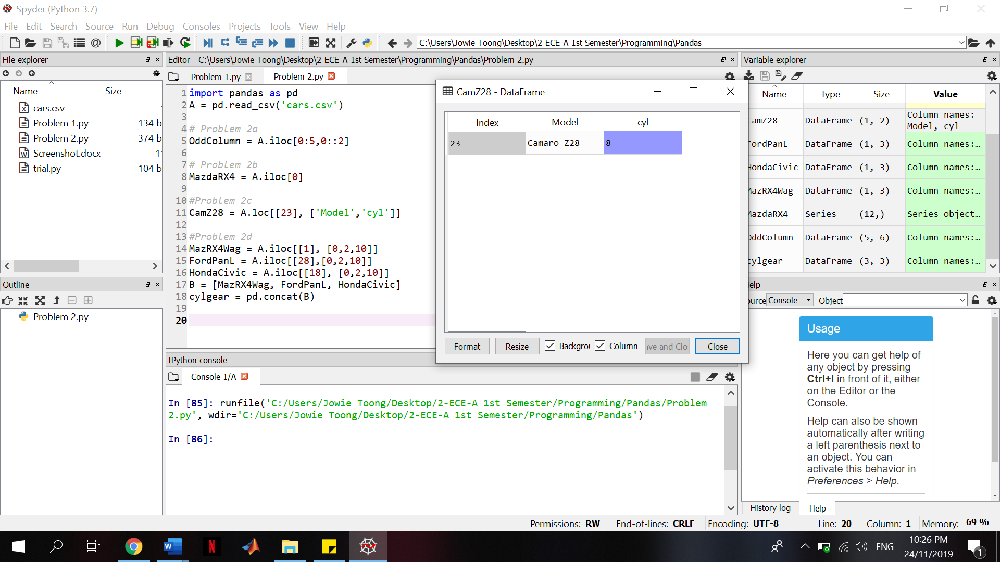 Spyder (Python 3.7)
File Edit Search Source Run Debug Consoles Projects Tools View Help
C:\Users\Jowie Toong\Desktop\2-ECE-A 1st Semester\Programming\Pandas
File explorer
Name Size
cars.csv
Problem 1.py 134 b
Problem 2.py 374 b
Screenshot.docx 1
trial.py 104 b
Outline
Problem 2.py
Editor - C:\Users\Jowie Toong\Desktop\2-ECE-A 1st Semester\Programming\Pandas\Problem 2.py
Problem 1.py Problem 2.py
1 import pandas as pd
2 A = pd.read_csv('cars.csv')
3
4 # Problem 2a
5 OddColumn = A.iloc[0:5,0::2]
6
7 # Problem 2b
8 MazdaRX4 = A.iloc[0]
9
10 #Problem 2c
11 CamZ28 = A.loc[[23], ['Model','cyl']]
12
13 #Problem 2d
14 MazRX4Wag = A.iloc[[1], [0,2,10]]
15 FordPanL = A.iloc[[28],[0,2,10]]
16 HondaCivic = A.iloc[[18], [0,2,10]]
17 B = [MazRX4Wag, FordPanL, HondaCivic]
18 cylgear = pd.concat(B)
19
20
CamZ28 - DataFrame
Index Model cyl
23 Camaro Z28 8
Format Resize Backgrou Column ave and Clo Close
IPython console
Console 1/A
In [85]: runfile('C:/Users/Jowie Toong/Desktop/2-ECE-A 1st Semester/Programming/Pandas/Problem
2.py', wdir='C:/Users/Jowie Toong/Desktop/2-ECE-A 1st Semester/Programming/Pandas')
In [86]:
Variable explorer
Name Type Size Value
CamZ28 DataFrame (1, 2) Column names:
Model, cyl
FordPanL DataFrame (1, 3) Column names:…
HondaCivic DataFrame (1, 3) Column names:…
MazRX4Wag DataFrame (1, 3) Column names:…
MazdaRX4 Series (12,) Series object…
OddColumn DataFrame (5, 6) Column names:…
cylgear DataFrame (3, 3) Column names:…
elp
ource Console Object
Usage
Here you can get help of
any object by pressing
Ctrl+I in front of it, either
on the Editor or the
Console.
Help can also be shown
automatically after writing
a left parenthesis next to
an object. You can
activate this behavior in
Preferences > Help.
History log Help
Permissions: RW End-of-lines: CRLF Encoding: UTF-8 Line: 20 Column: 1 Memory: 69 %
ENG
10:26 PM
24/11/2019
1